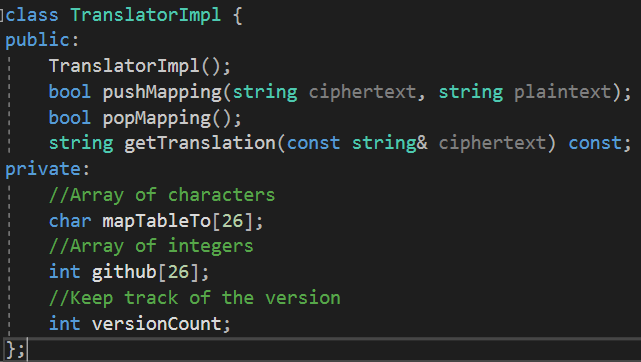 class TranslatorImpl {
public:
    TranslatorImpl();
    bool pushMapping(string ciphertext, string plaintext);
    bool popMapping();
    string getTranslation(const string& ciphertext) const;
private:
    //Array of characters
    char mapTableTo[26];
    //Array of integers
    int github[26];
    //Keep track of the version
    int versionCount;
};